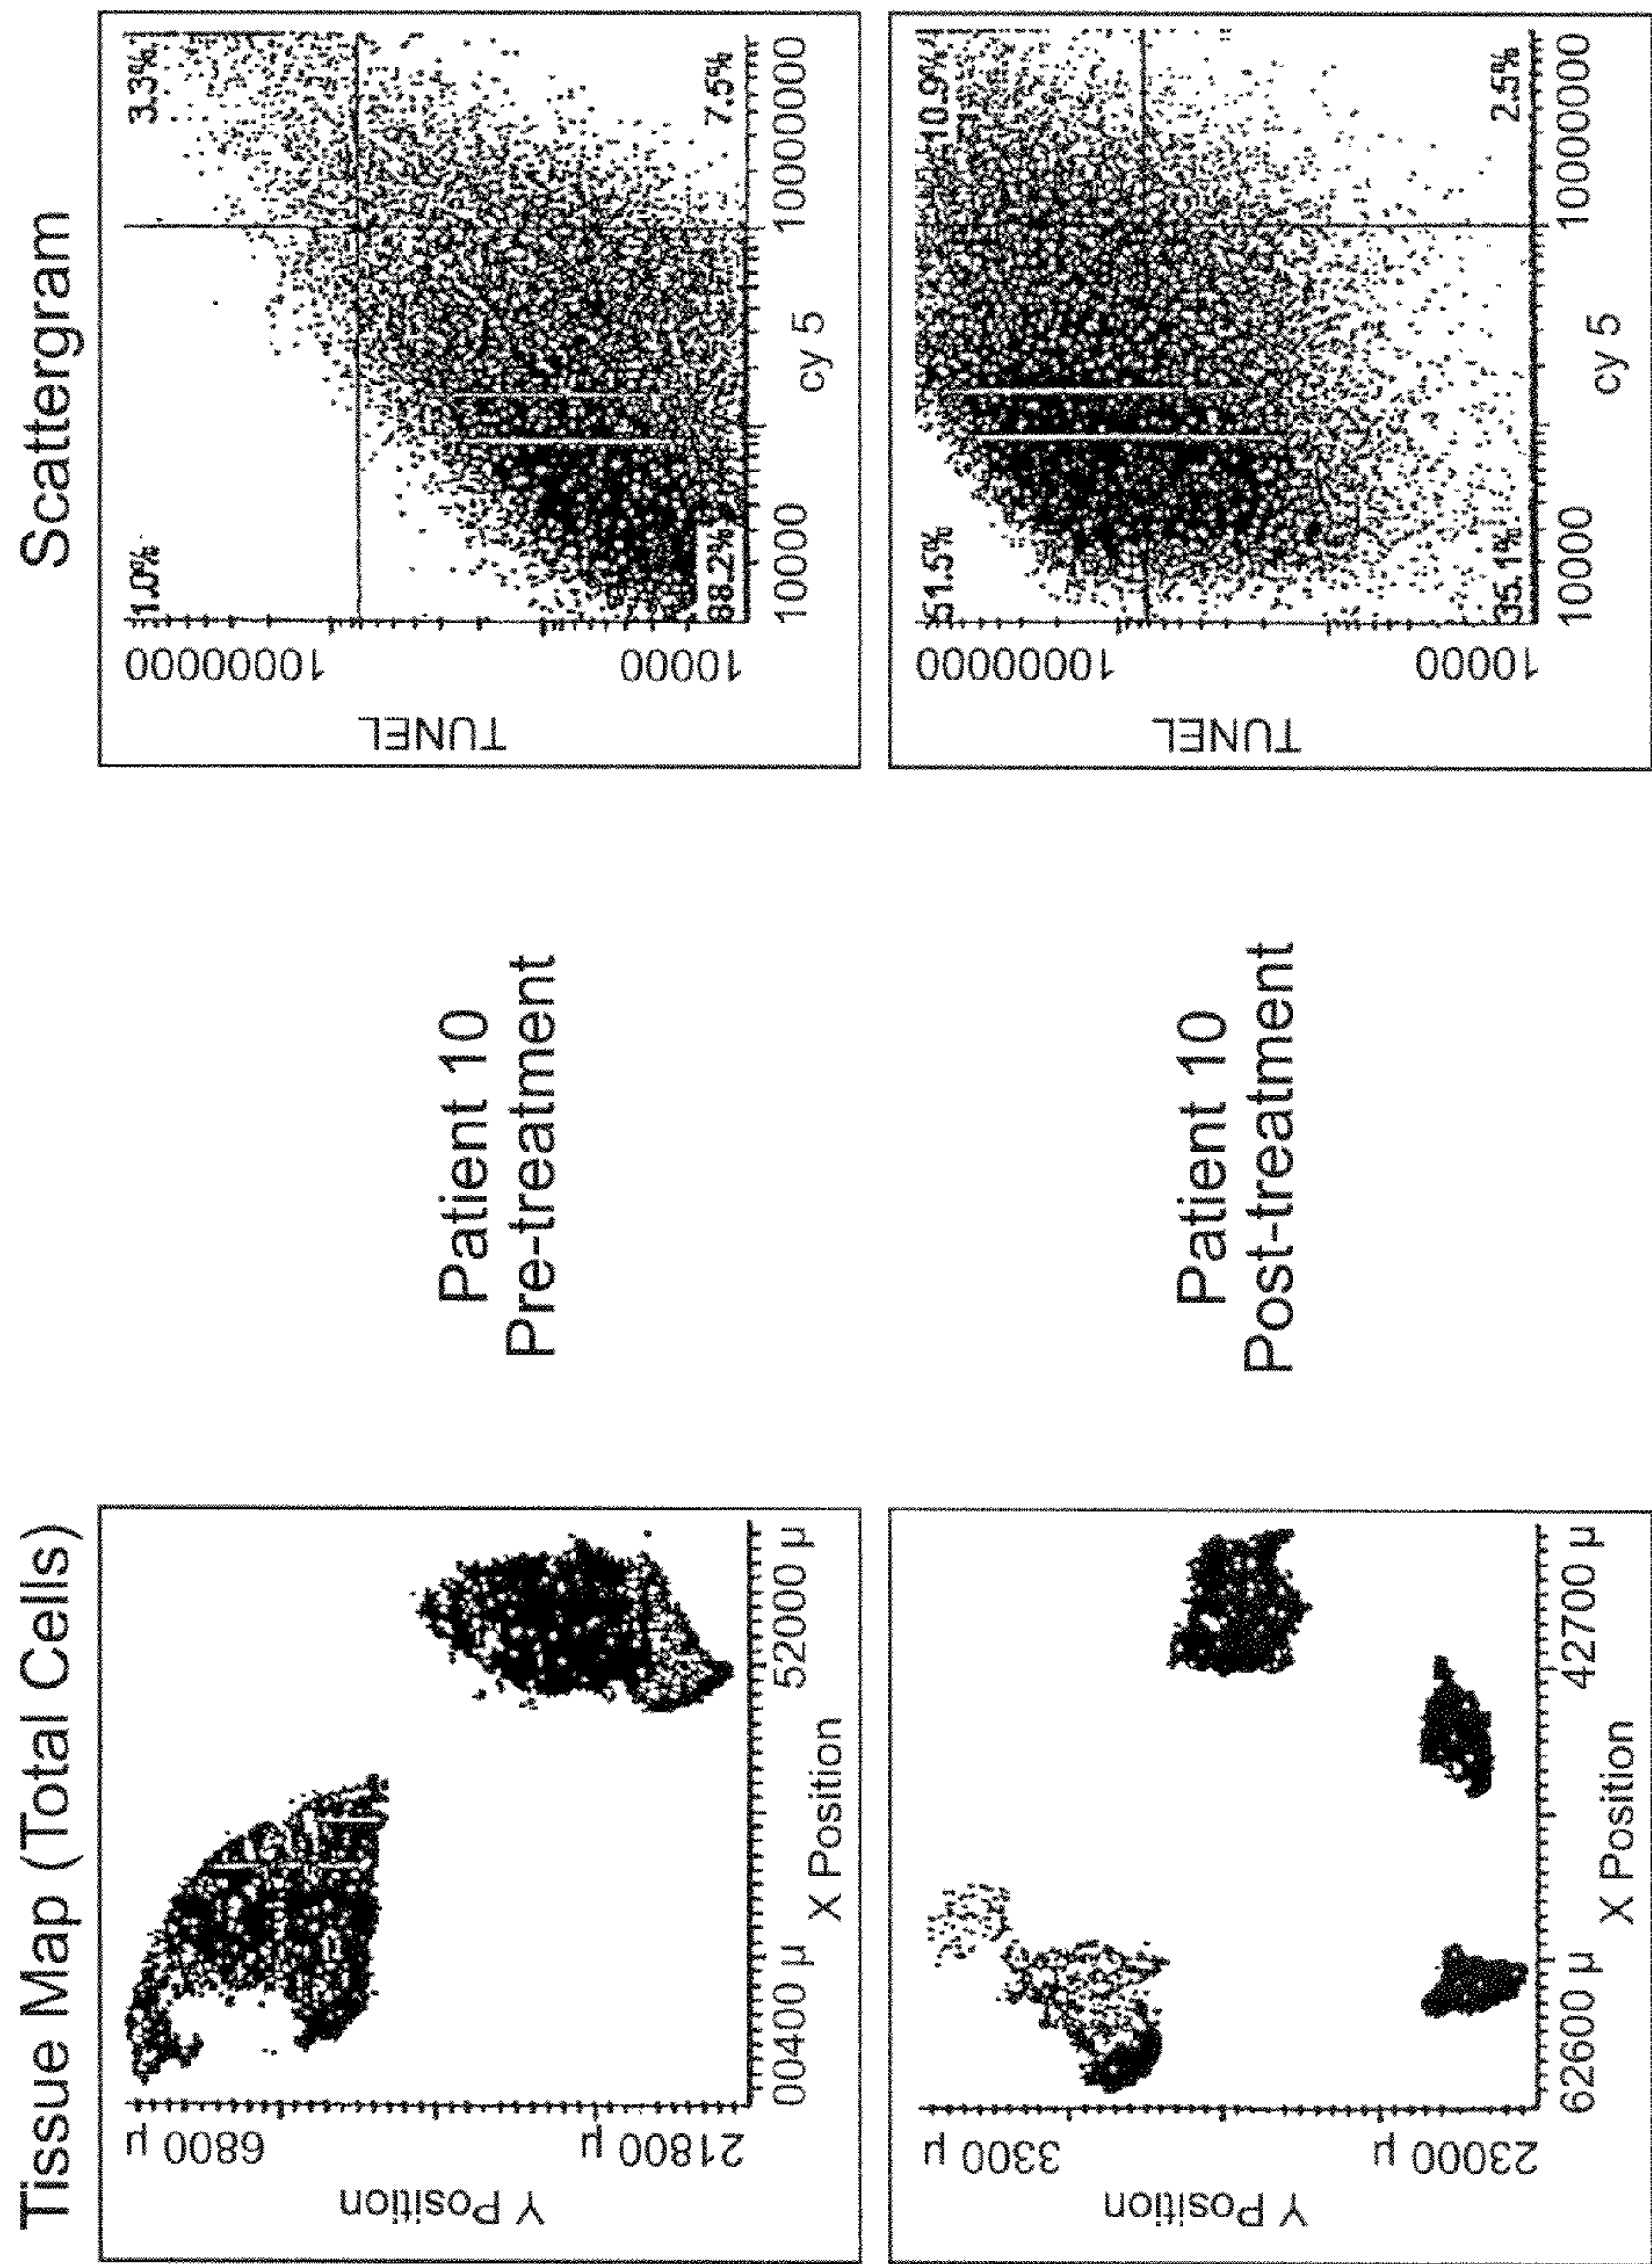 Tissue Map (Total Cells)
Scattergram
6800 µ
21800 µ
Y Position
00400 µ
52000 µ
X Position
Patient 10
Pre-treatment
1.0%
3.3%
88.2%
7.5%
10000000
10000
TUNEL
10000
10000000
cy 5
3300 µ
23000 µ
Y Position
62600 µ
42700 µ
X Position
Patient 10
Post-treatment
51.5%
10.9%
35.1%
2.5%
10000000
10000
TUNEL
10000
10000000
cy 5